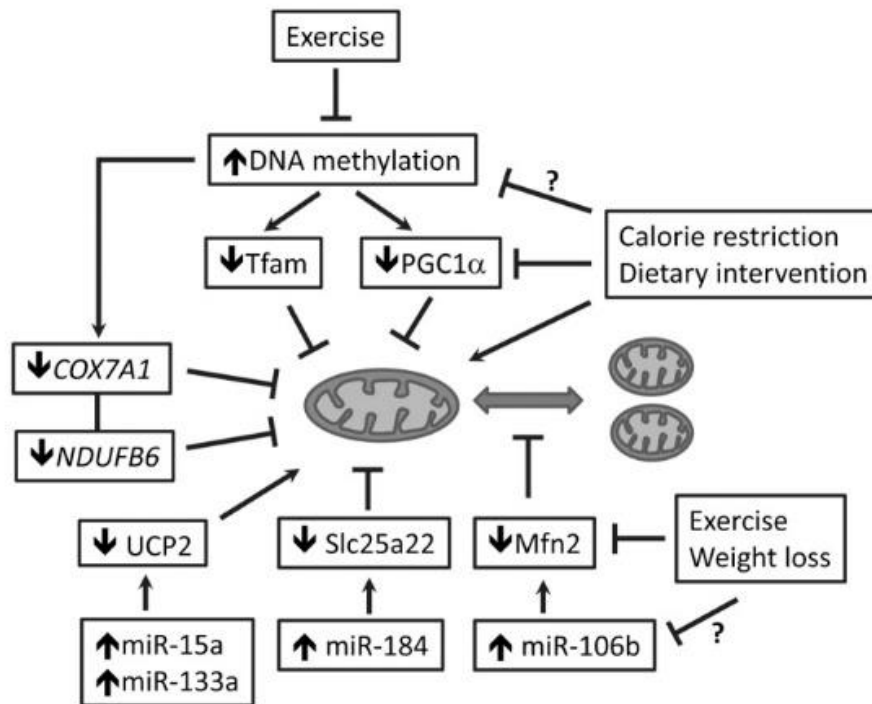 Exercise
↑DNA methylation
?
Calorie restriction
Dietary intervention
↓Tfam
↓PGC1α
↓COX7A1
↓NDUFB6
↓ UCP2
↓ Slc25a22
↓Mfn2
Exercise
Weight loss
?
↑miR-15a
↑miR-133a
↑ miR-184
↑ miR-106b